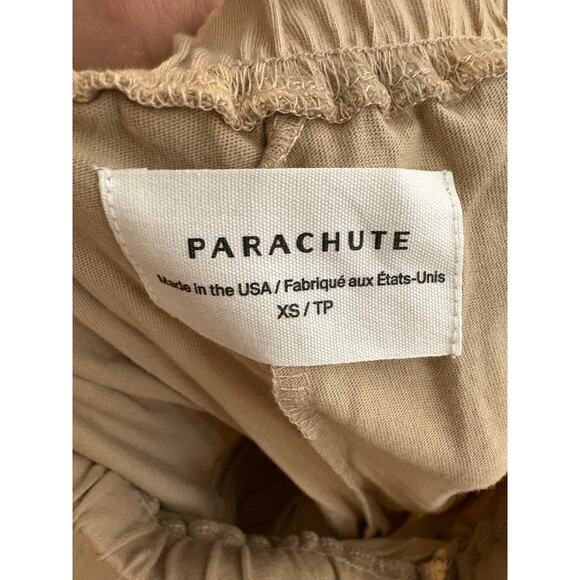 PARACHUTE
Made in the USA / Fabriqué aux États-Unis
XS / TP